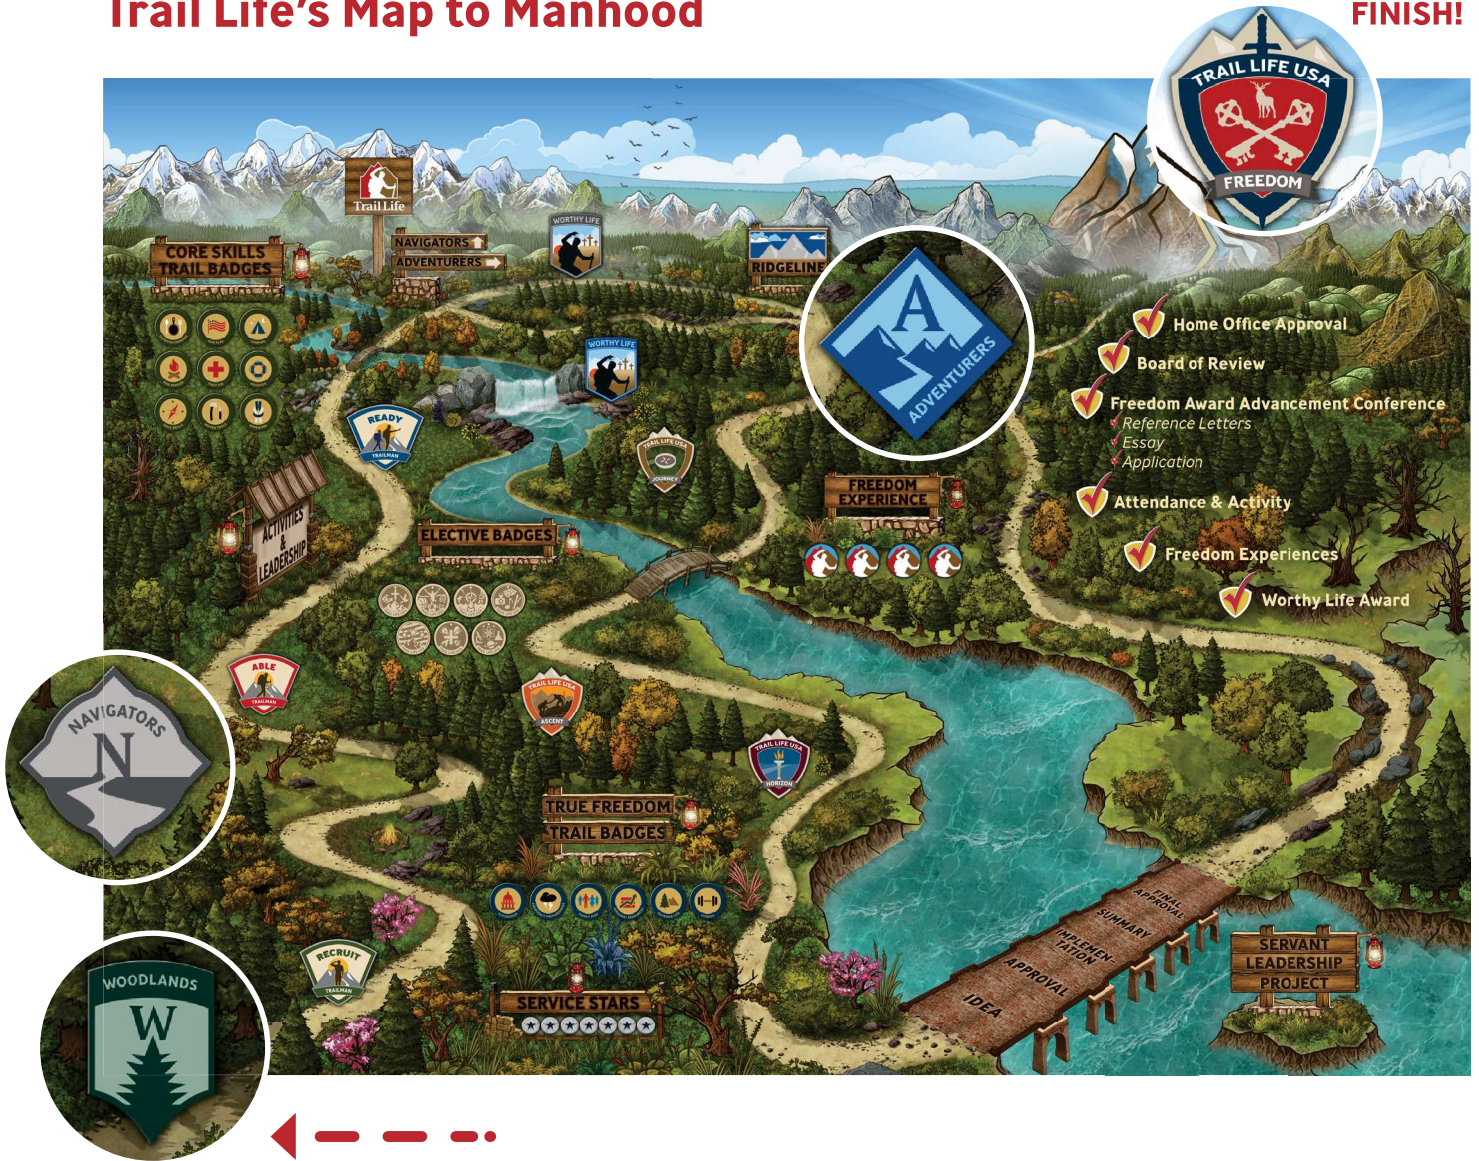 Trail Life's Map to Manhood
FINISH!
TRAIL LIFE USA
FREEDOM
Trail Life
NAVIGATORS
ADVENTURERS
CORE SKILLS
TRAIL BADGES
WORTHY LIFE
RIDGELINE
WORTHY LIFE
A
ADVENTURERS
Home Office Approval
Board of Review
Freedom Award Advancement Conference
Reference Letters
Essay
Application
Attendance & Activity
Freedom Experiences
Worthy Life Award
READY
TRAILMAN
TRAIL LIFE USA
JOURNEY
FREEDOM
EXPERIENCE
ACTIVITIES
&
LEADERSHIP
ELECTIVE BADGES
ABLE
TRAILMAN
TRAIL LIFE USA
ASCENT
NAVIGATORS
N
TRAIL LIFE USA
HORIZON
TRUE FREEDOM
TRAIL BADGES
RECRUIT
TRAILMAN
WOODLANDS
W
SERVICE STARS
FINAL
APPROVAL
SUMMARY
IMPLEMEN-
TATION
APPROVAL
IDEA
SERVANT
LEADERSHIP
PROJECT